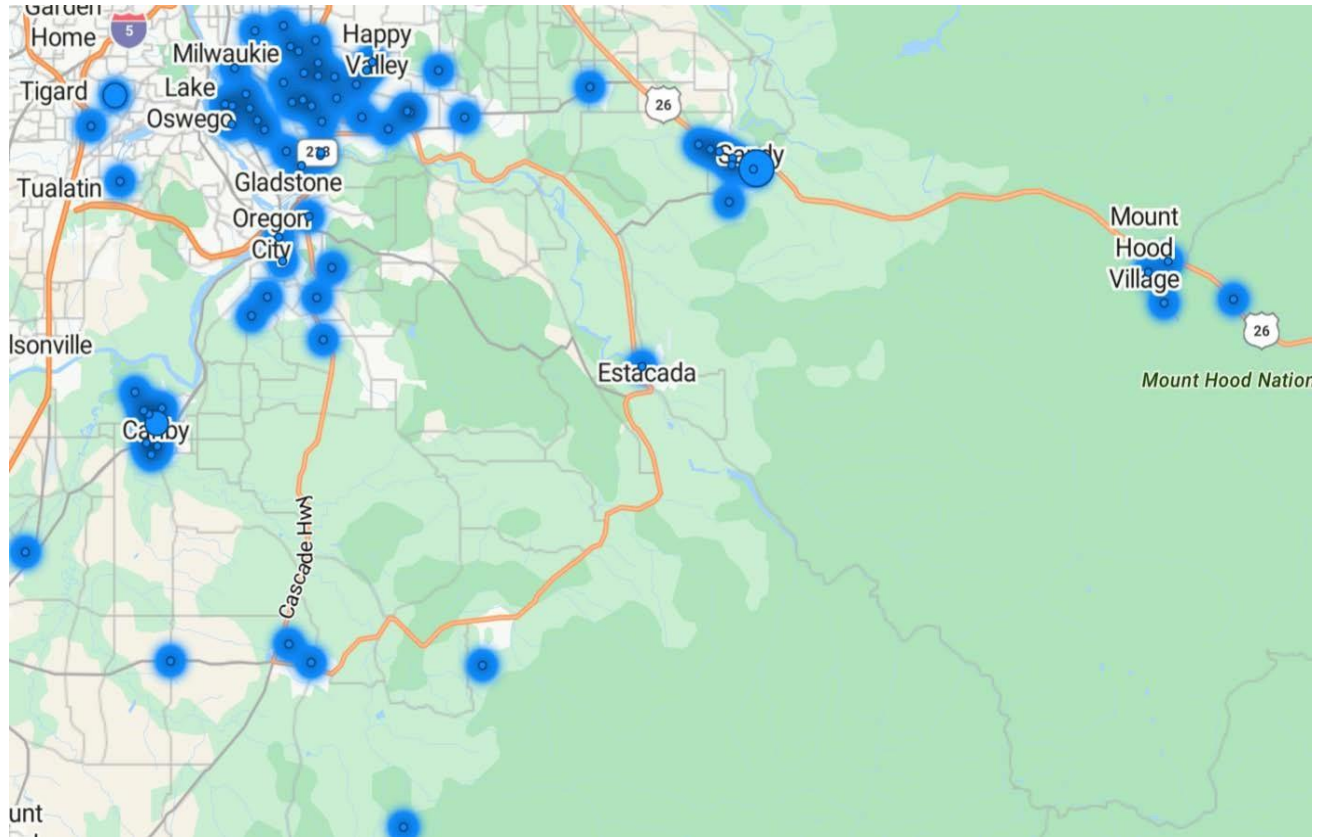 Garden
Home
5
Milwaukie
Happy
Valley
Tigard
Lake
Oswego
26
213
Sandy
Tualatin
Gladstone
Oregon
City
Mount
Hood
Village
26
lsonville
Estacada
Mount Hood Nation
Canby
Cascade Hwy
unt